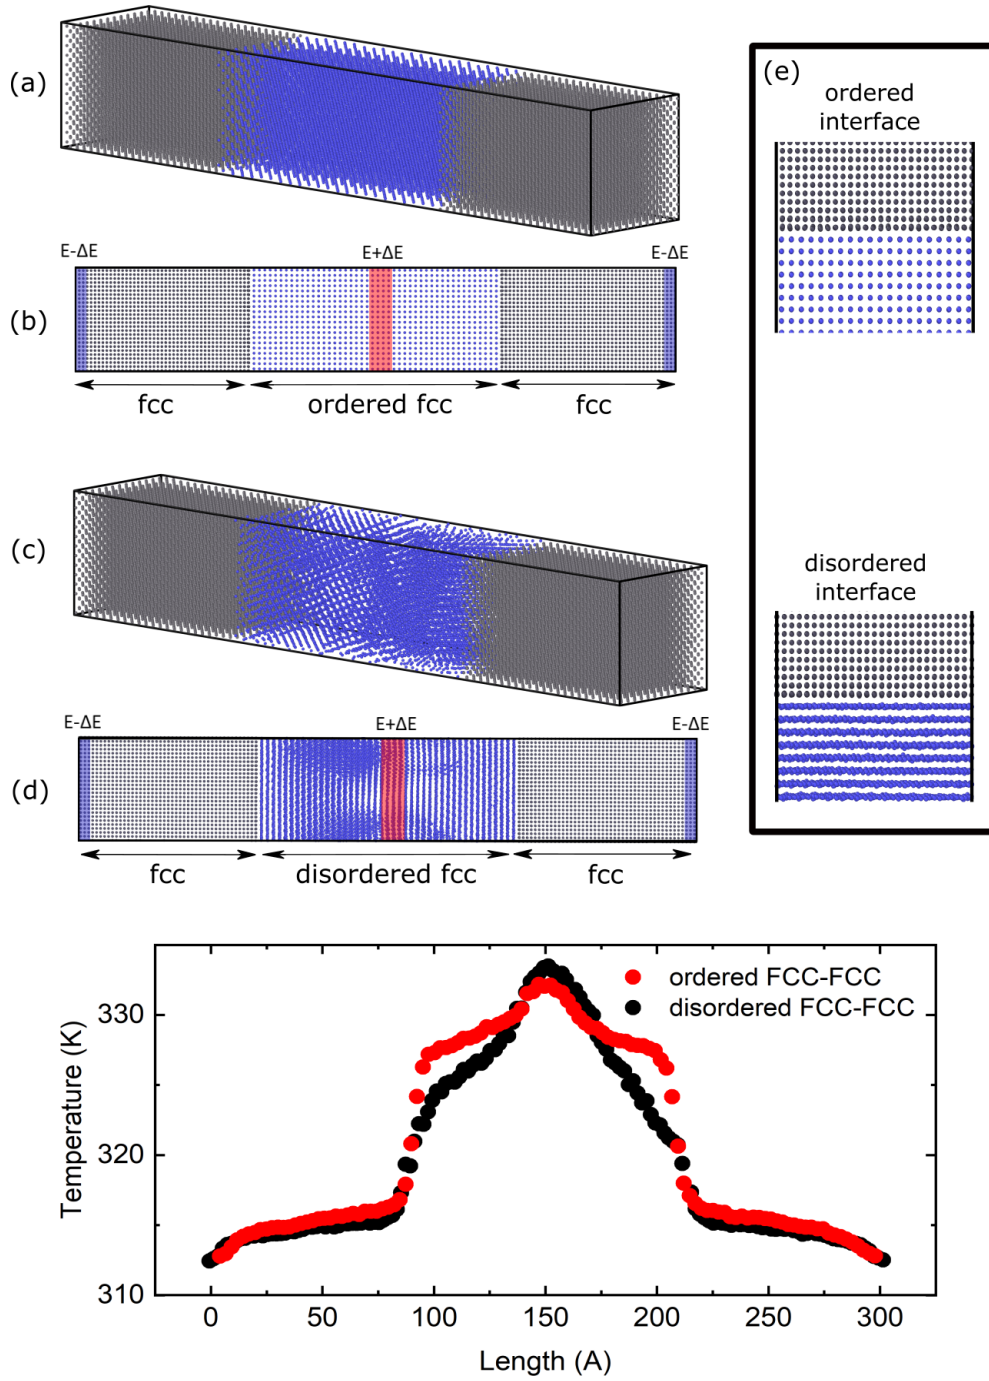 (a)
E-ΔE E+ΔE E-ΔE
(b)
fcc ordered fcc fcc
(c)
E-ΔE E+ΔE E-ΔE
(d)
fcc disordered fcc fcc
(e)
ordered
interface
disordered
interface
ordered FCC-FCC
disordered FCC-FCC
Temperature (K)
330
320
310
0 50 100 150 200 250 300
Length (A)